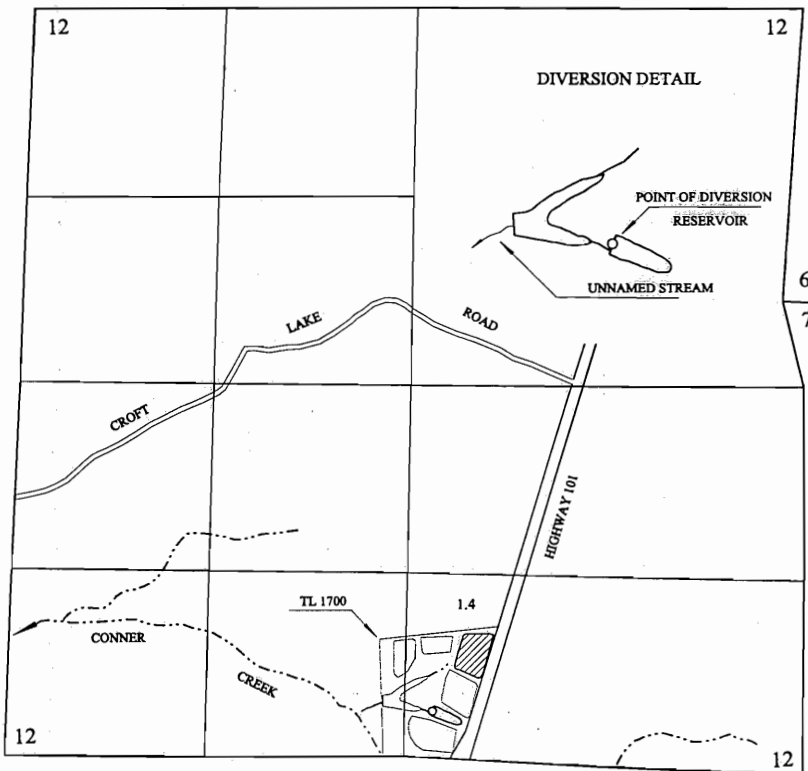 12
12
DIVERSION DETAIL
POINT OF DIVERSION
RESERVOIR
UNNAMED STREAM
6
7
LAKE
ROAD
CROFT
HIGHWAY 101
TL 1700
1.4
CONNER
CREEK
12
12